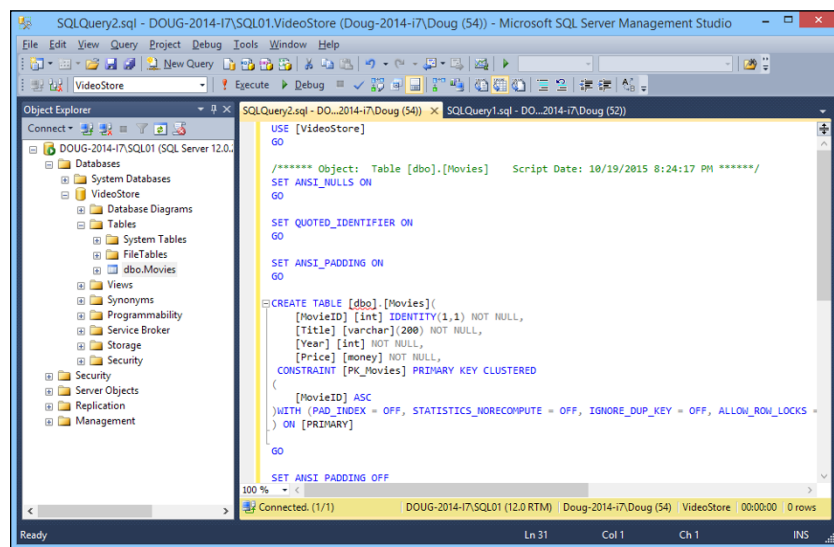 SQLQuery2.sql - DOUG-2014-I7\SQL01.VideoStore (Doug-2014-i7\Doug (54)) - Microsoft SQL Server Management Studio
File Edit View Query Project Debug Tools Window Help
New Query
VideoStore
Execute
Debug
Object Explorer
Connect
DOUG-2014-I7\SQL01 (SQL Server 12.0.
Databases
System Databases
VideoStore
Database Diagrams
Tables
System Tables
FileTables
dbo.Movies
Views
Synonyms
Programmability
Service Broker
Storage
Security
Security
Server Objects
Replication
Management
SQLQuery2.sql - DO...2014-i7\Doug (54))
SQLQuery1.sql - DO...2014-i7\Doug (52))
USE [VideoStore]
GO
/****** Object: Table [dbo].[Movies] Script Date: 10/19/2015 8:24:17 PM ******/
SET ANSI_NULLS ON
GO
SET QUOTED_IDENTIFIER ON
GO
SET ANSI_PADDING ON
GO
CREATE TABLE [dbo].[Movies](
[MovieID] [int] IDENTITY(1,1) NOT NULL,
[Title] [varchar](200) NOT NULL,
[Year] [int] NOT NULL,
[Price] [money] NOT NULL,
CONSTRAINT [PK_Movies] PRIMARY KEY CLUSTERED
(
[MovieID] ASC
)WITH (PAD_INDEX = OFF, STATISTICS_NORECOMPUTE = OFF, IGNORE_DUP_KEY = OFF, ALLOW_ROW_LOCKS =
) ON [PRIMARY]
GO
SET ANSI PADDING OFF
100 %
Connected. (1/1)
DOUG-2014-I7\SQL01 (12.0 RTM)
Doug-2014-i7\Doug (54)
VideoStore
00:00:00
0 rows
Ready
Ln 31
Col 1
Ch 1
INS